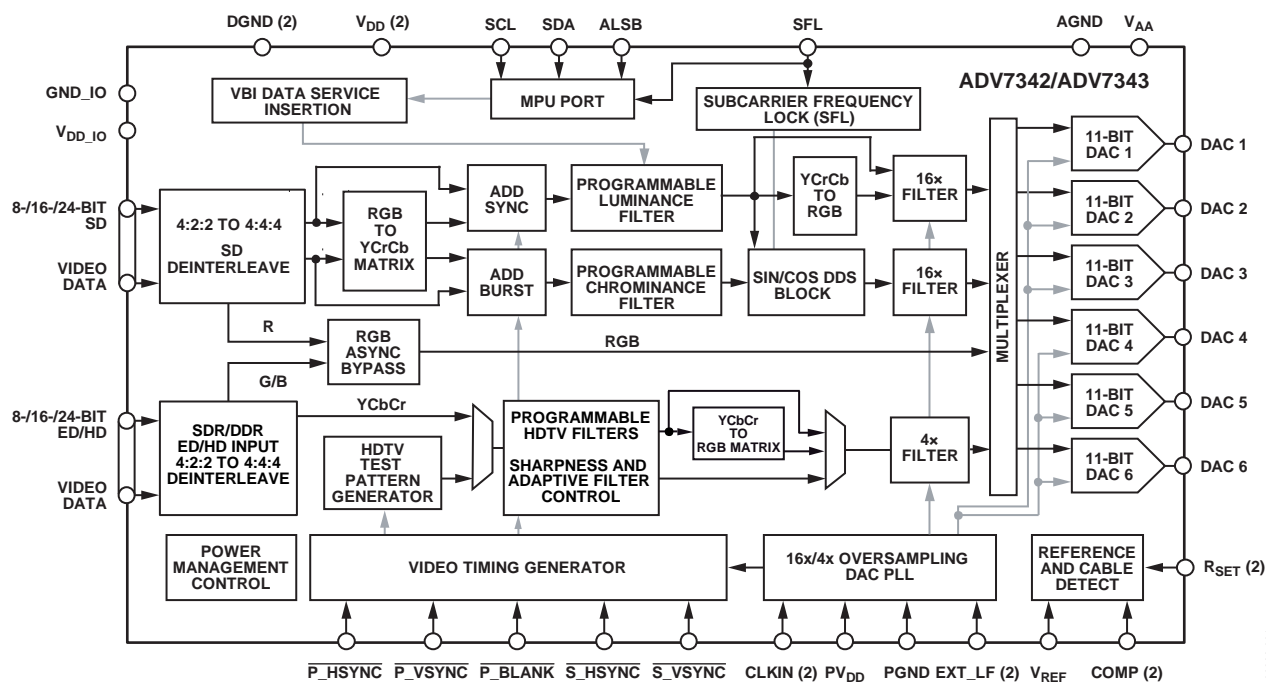 DGND (2)
VDD (2)
SCL
SDA
ALSB
SFL
AGND
VAA
ADV7342/ADV7343
GND_IO
VDD_IO
VBI DATA SERVICE
INSERTION
MPU PORT
SUBCARRIER FREQUENCY
LOCK (SFL)
8-/16-/24-BIT
SD
VIDEO
DATA
4:2:2 TO 4:4:4
SD
DEINTERLEAVE
RGB
TO
YCrCb
MATRIX
ADD
SYNC
ADD
BURST
PROGRAMMABLE
LUMINANCE
FILTER
PROGRAMMABLE
CHROMINANCE
FILTER
YCrCb
TO
RGB
SIN/COS DDS
BLOCK
16×
FILTER
16×
FILTER
MULTIPLEXER
11-BIT
DAC 1
DAC 1
11-BIT
DAC 2
DAC 2
11-BIT
DAC 3
DAC 3
11-BIT
DAC 4
DAC 4
11-BIT
DAC 5
DAC 5
11-BIT
DAC 6
DAC 6
R
G/B
RGB
ASYNC
BYPASS
RGB
8-/16-/24-BIT
ED/HD
VIDEO
DATA
SDR/DDR
ED/HD INPUT
4:2:2 TO 4:4:4
DEINTERLEAVE
YCbCr
HDTV
TEST
PATTERN
GENERATOR
PROGRAMMABLE
HDTV FILTERS
SHARPNESS AND
ADAPTIVE FILTER
CONTROL
YCbCr
TO
RGB MATRIX
4×
FILTER
POWER
MANAGEMENT
CONTROL
VIDEO TIMING GENERATOR
16x/4x OVERSAMPLING
DAC PLL
REFERENCE
AND CABLE
DETECT
RSET (2)
P_HSYNC
P_VSYNC
P_BLANK
S_HSYNC
S_VSYNC
CLKIN (2)
PVDD
PGND
EXT_LF (2)
VREF
COMP (2)